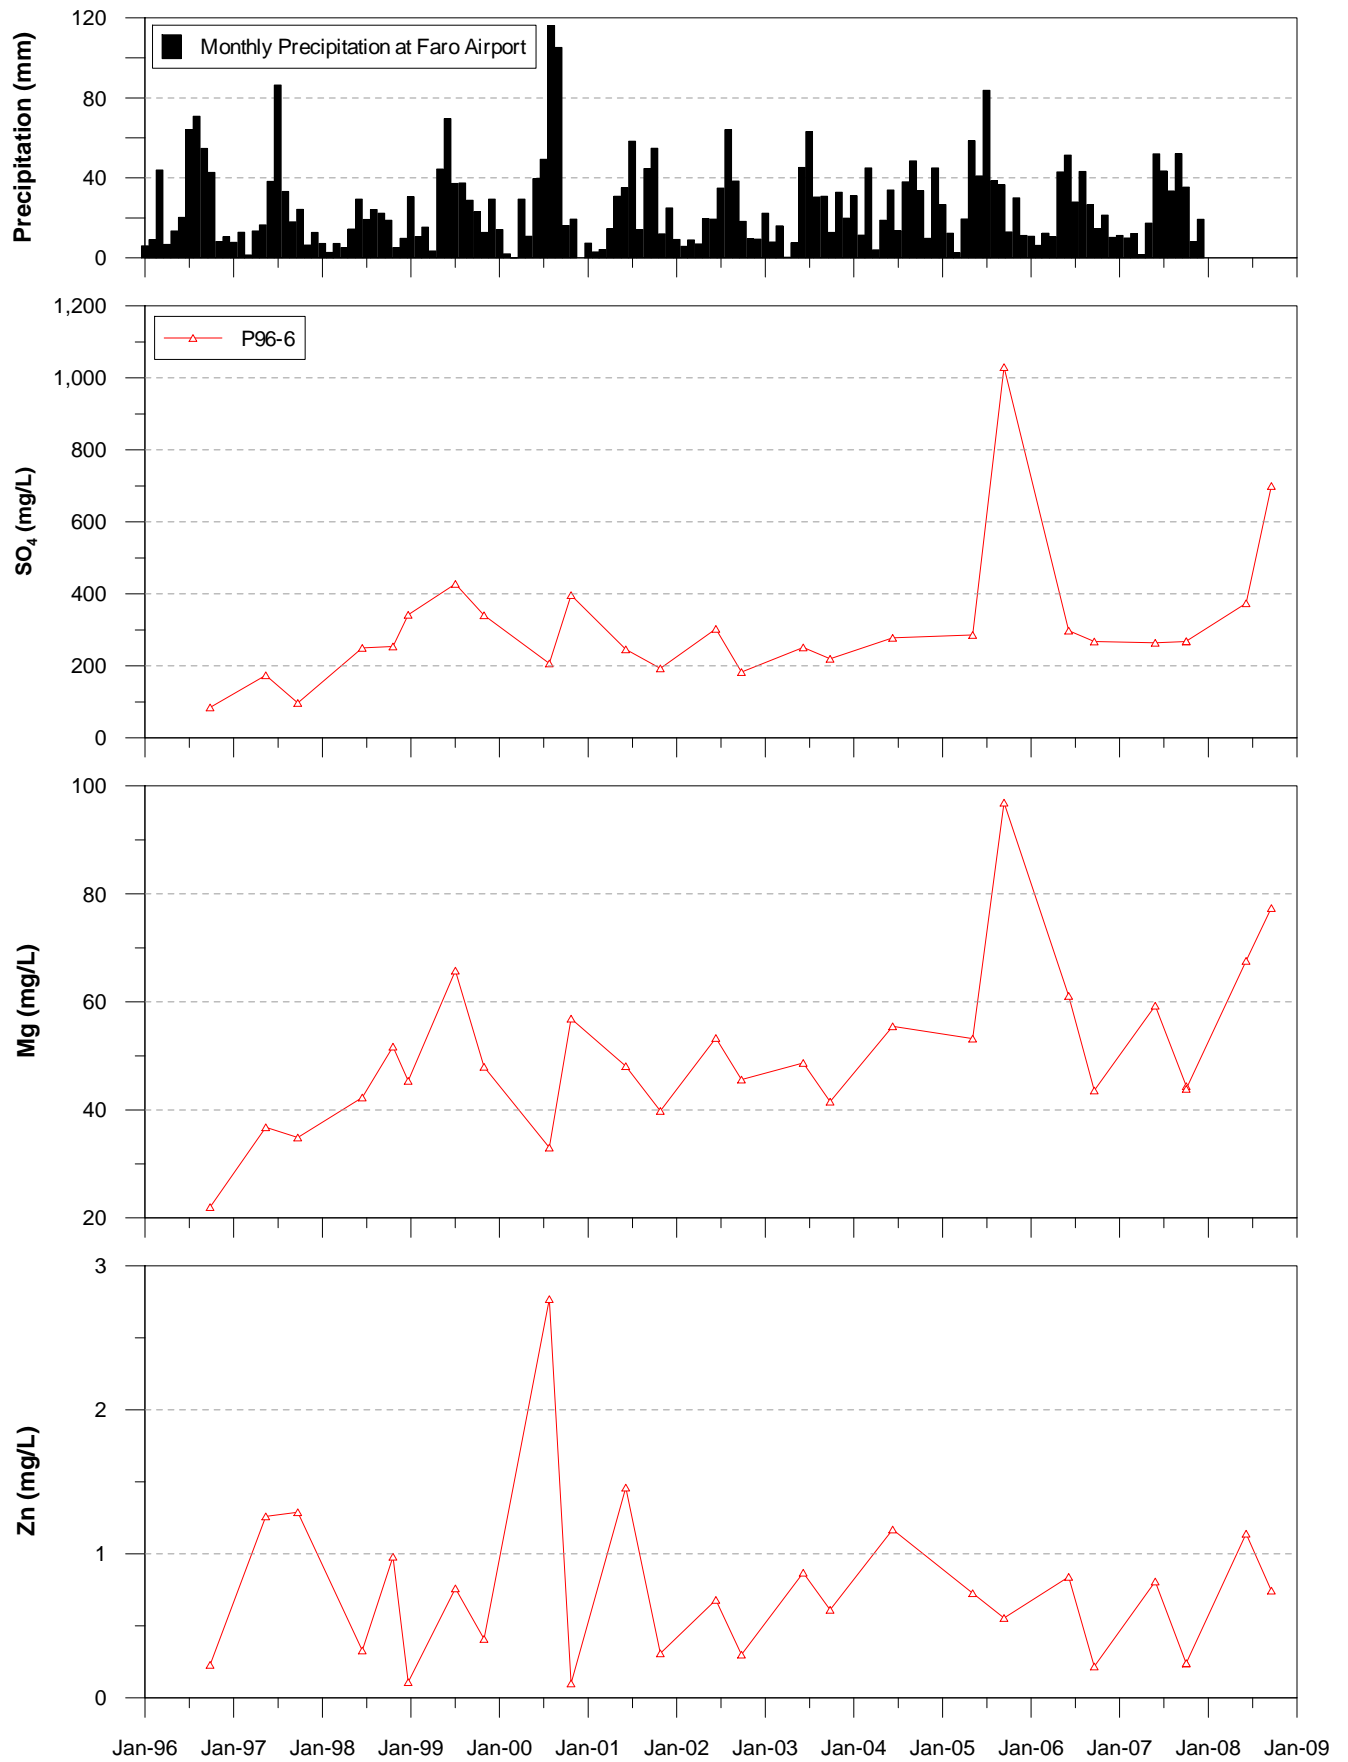 120
80
40
0
Precipitation (mm)
Monthly Precipitation at Faro Airport
1,200
1,000
800
600
400
200
0
SO₄ (mg/L)
P96-6
100
80
60
40
20
Mg (mg/L)
3
2
1
0
Zn (mg/L)
Jan-96 Jan-97 Jan-98 Jan-99 Jan-00 Jan-01 Jan-02 Jan-03 Jan-04 Jan-05 Jan-06 Jan-07 Jan-08 Jan-09